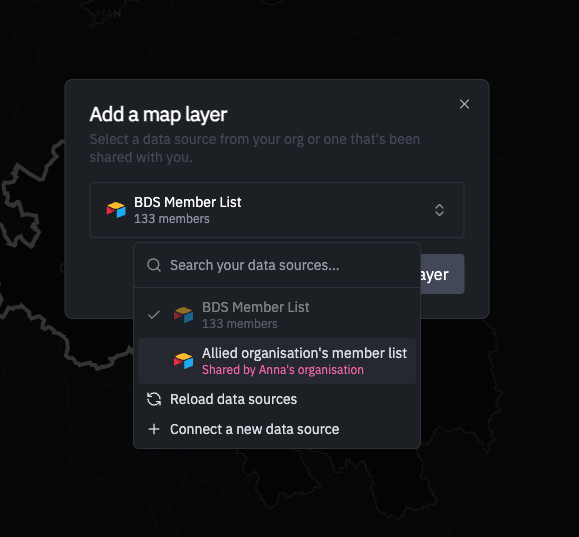 Add a map layer
Select a data source from your org or one that's been
shared with you.
BDS Member List
133 members
Search your data sources...
ayer
BDS Member List
133 members
Allied organisation's member list
Shared by Anna's organisation
Reload data sources
Connect a new data source